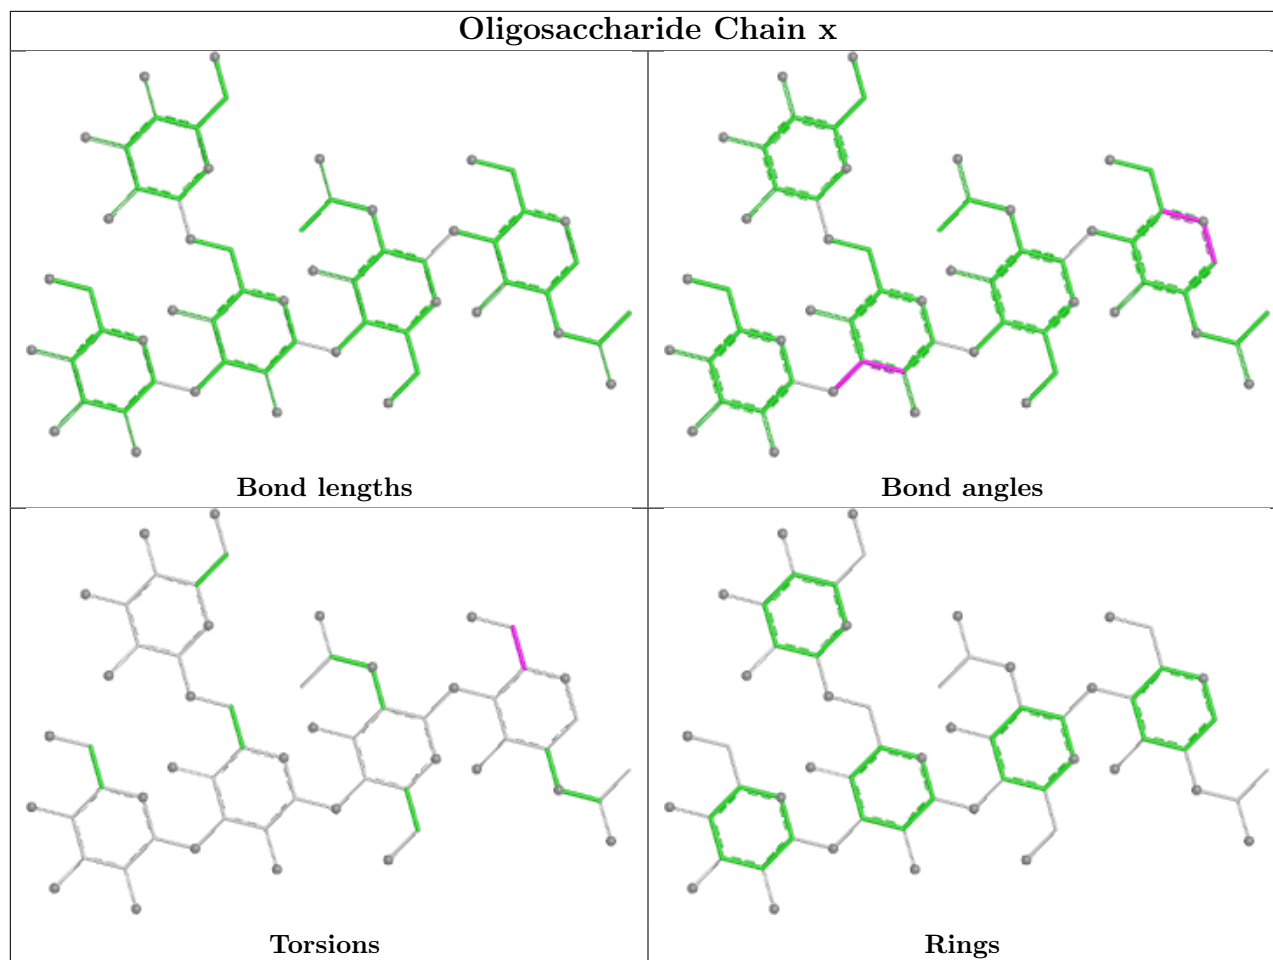 Oligosaccharide Chain x
Bond lengths
Bond angles
Torsions
Rings